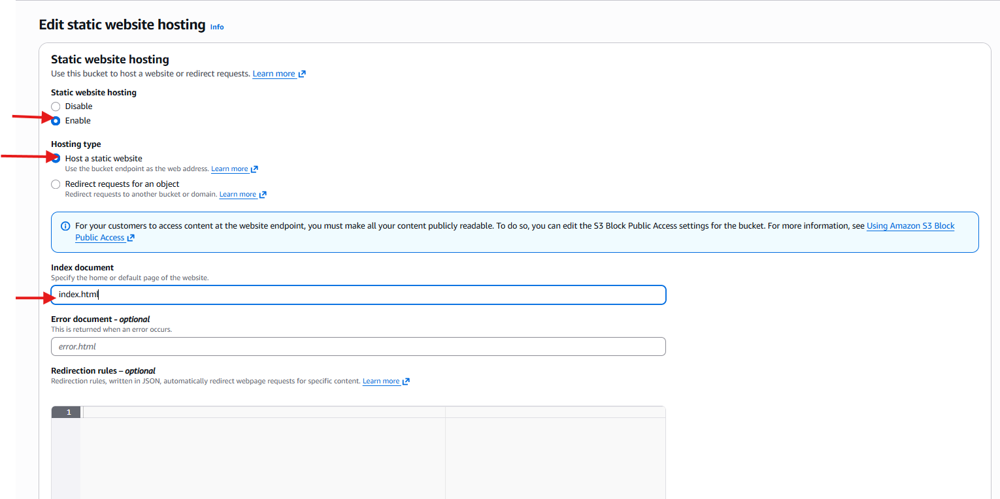 Edit static website hosting Info
Static website hosting
Use this bucket to host a website or redirect requests. Learn more
Static website hosting
Disable
Enable
Hosting type
Host a static website
Use the bucket endpoint as the web address. Learn more
Redirect requests for an object
Redirect requests to another bucket or domain. Learn more
For your customers to access content at the website endpoint, you must make all your content publicly readable. To do so, you can edit the S3 Block Public Access settings for the bucket. For more information, see Using Amazon S3 Block
Public Access
Index document
Specify the home or default page of the website.
index.html
Error document – optional
This is returned when an error occurs.
error.html
Redirection rules – optional
Redirection rules, written in JSON, automatically redirect webpage requests for specific content. Learn more
1